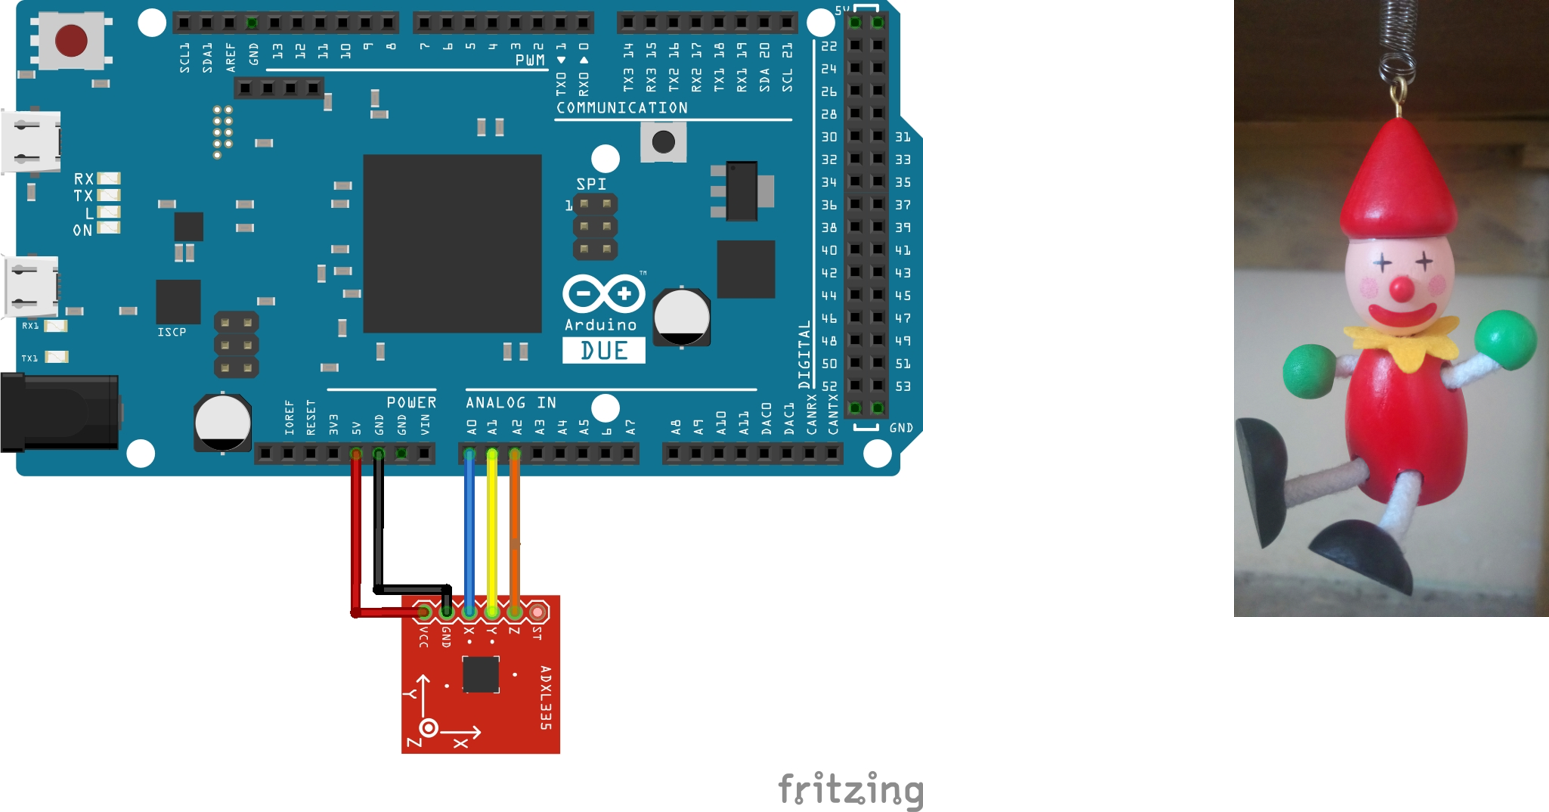 5V
SCL1 SDA1 AREF GND 13 12 11 10 9 8
7 6 5 4 3 2 TX0 1 RX0 0
TX3 14 RX3 15 TX2 16 RX2 17 TX1 18 RX1 19 SDA 20 SCL 21
PWM
COMMUNICATION
22
24
26
28
30 31
32 33
34 35
36 37
38 39
40 41
42 43
44 45
46 47
48 49
50 51
52 53
DIGITAL
GND
RX
TX
L
ON
SPI
1
™
Arduino
DUE
ISCP
RX1
TX1
POWER
ANALOG IN
IOREF RESET 3V3 5V GND GND VIN
A0 A1 A2 A3 A4 A5 6 A7
A8 A9 A10 A11 DAC0 DAC1 CANRX CANTX
VCC GND X Y Z ST
ADXL335
Y
Z X
fritzing